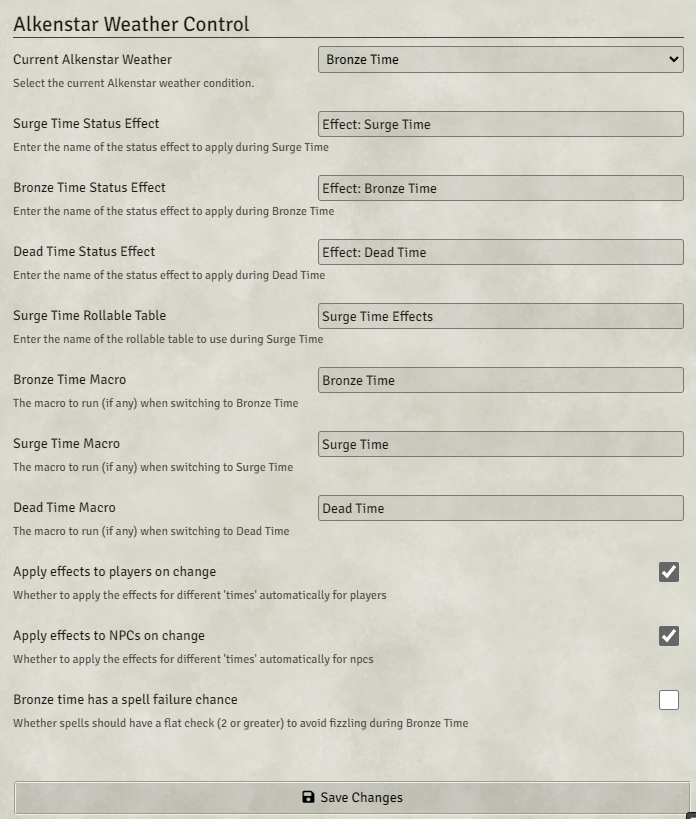 Alkenstar Weather Control
Current Alkenstar Weather
Bronze Time
Select the current Alkenstar weather condition.
Surge Time Status Effect
Effect: Surge Time
Enter the name of the status effect to apply during Surge Time
Bronze Time Status Effect
Effect: Bronze Time
Enter the name of the status effect to apply during Bronze Time
Dead Time Status Effect
Effect: Dead Time
Enter the name of the status effect to apply during Dead Time
Surge Time Rollable Table
Surge Time Effects
Enter the name of the rollable table to use during Surge Time
Bronze Time Macro
Bronze Time
The macro to run (if any) when switching to Bronze Time
Surge Time Macro
Surge Time
The macro to run (if any) when switching to Surge Time
Dead Time Macro
Dead Time
The macro to run (if any) when switching to Dead Time
Apply effects to players on change
Whether to apply the effects for different 'times' automatically for players
Apply effects to NPCs on change
Whether to apply the effects for different 'times' automatically for npcs
Bronze time has a spell failure chance
Whether spells should have a flat check (2 or greater) to avoid fizzling during Bronze Time
Save Changes